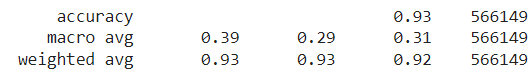 accuracy 0.93 566149
macro avg 0.39 0.29 0.31 566149
weighted avg 0.93 0.93 0.92 566149